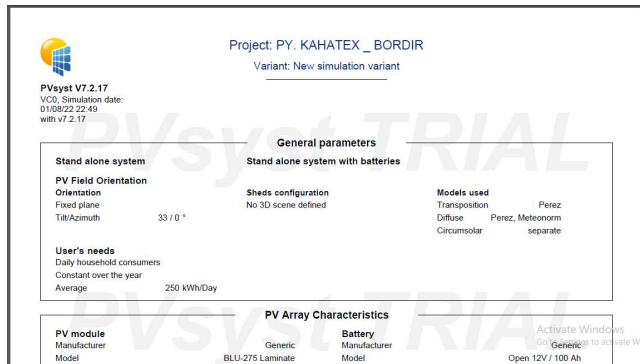 Project: PY. KAHATEX _ BORDIR
Variant: New simulation variant
PVsyst V7.2.17
VC0, Simulation date:
01/08/22 22:49
with v7.2.17
PVsyst TRIAL
General parameters
Stand alone system Stand alone system with batteries
PV Field Orientation
Orientation Sheds configuration Models used
Fixed plane No 3D scene defined Transposition Perez
Tilt/Azimuth 33 / 0 ° Diffuse Perez, Meteonorm
Circumsolar separate
User's needs
Daily household consumers
Constant over the year
Average 250 kWh/Day
PVsyst TRIAL
PV Array Characteristics
PV module Battery
Manufacturer Generic Manufacturer Generic
Model BLU-275 Laminate Model Open 12V / 100 Ah
Activate Windows
Go to Settings to activate W